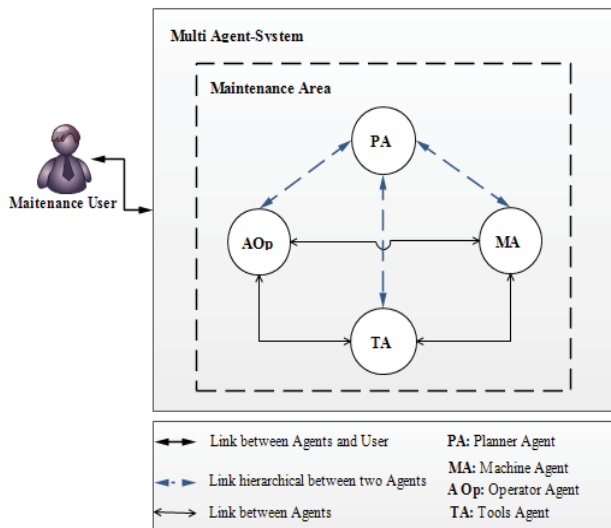 Multi Agent-System
Maintenance Area
PA
Maitenance User
AOp
MA
TA
Link between Agents and User
PA: Planner Agent
MA: Machine Agent
Link hierarchical between two Agents
A Op: Operator Agent
Link between Agents
TA: Tools Agent